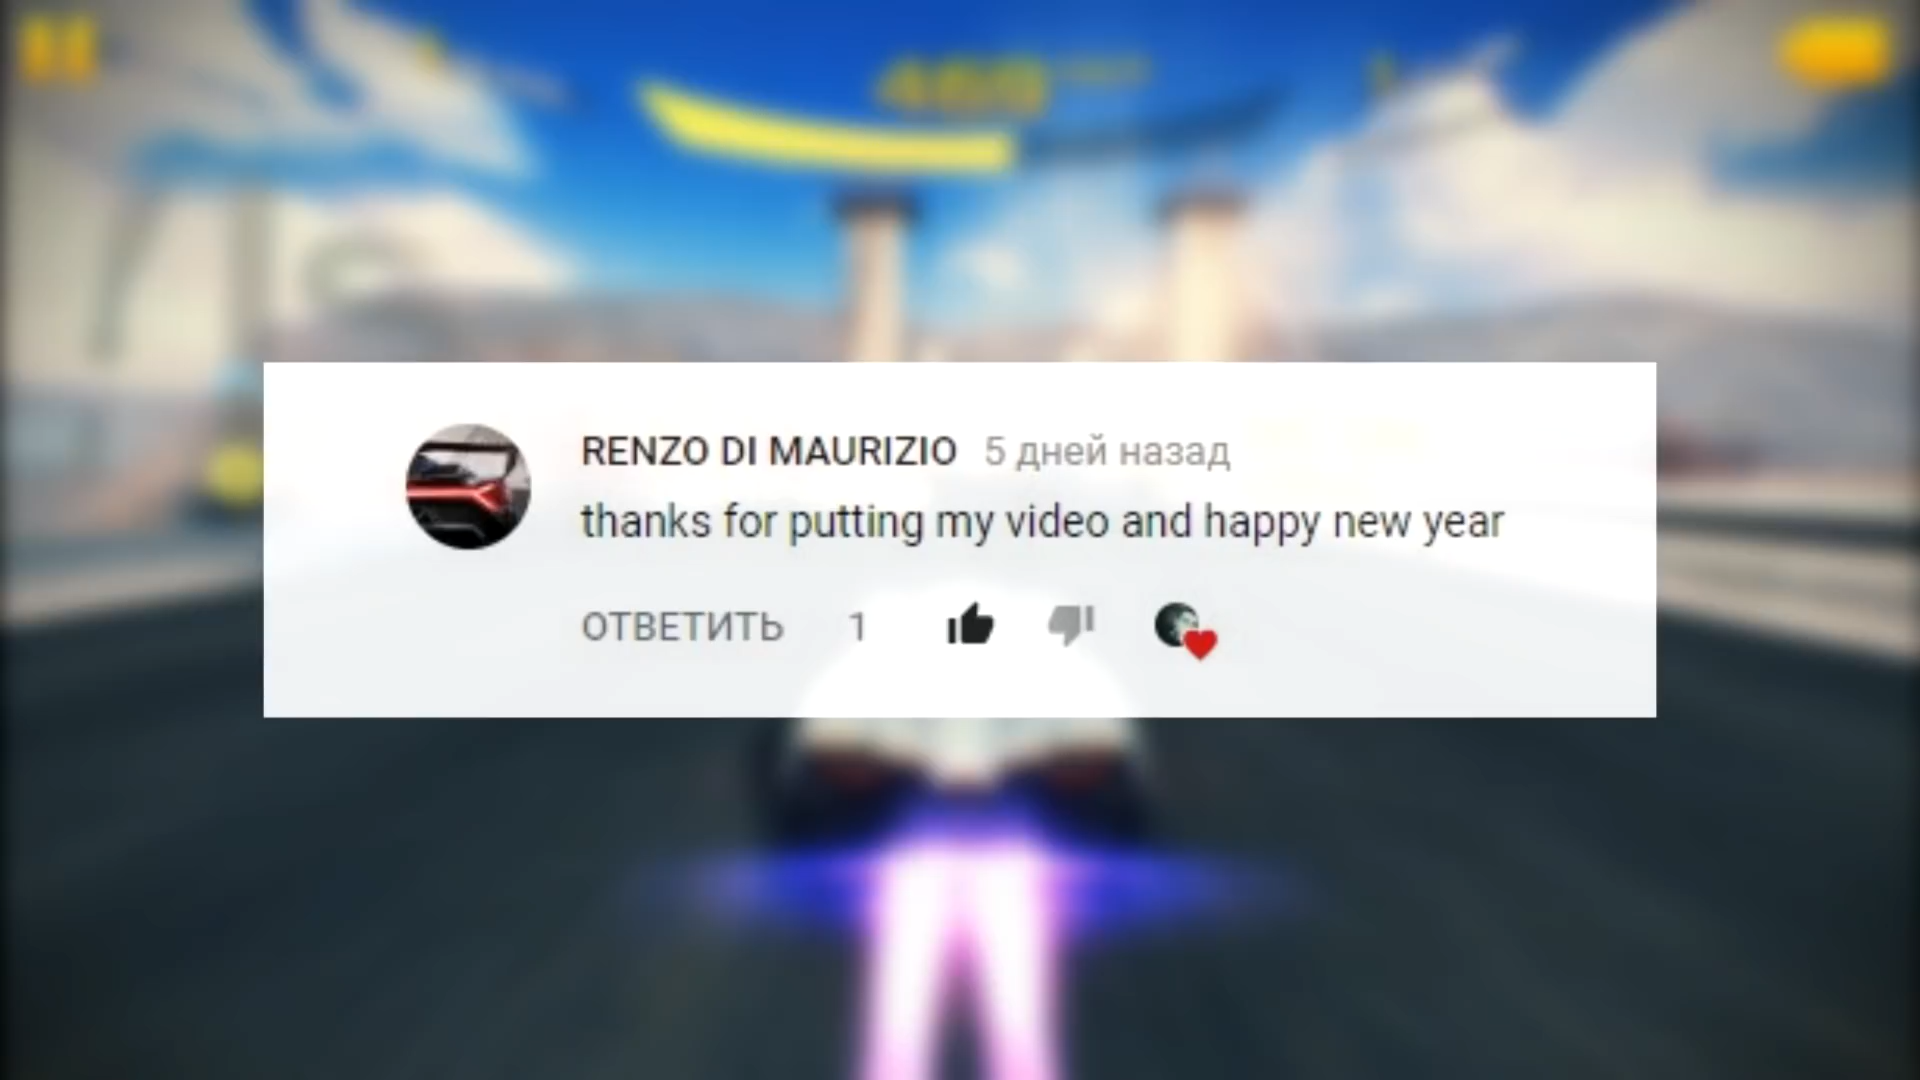 RENZO DI MAURIZIO 5 дней назад
thanks for putting my video and happy new year
ОТВЕТИТЬ 1